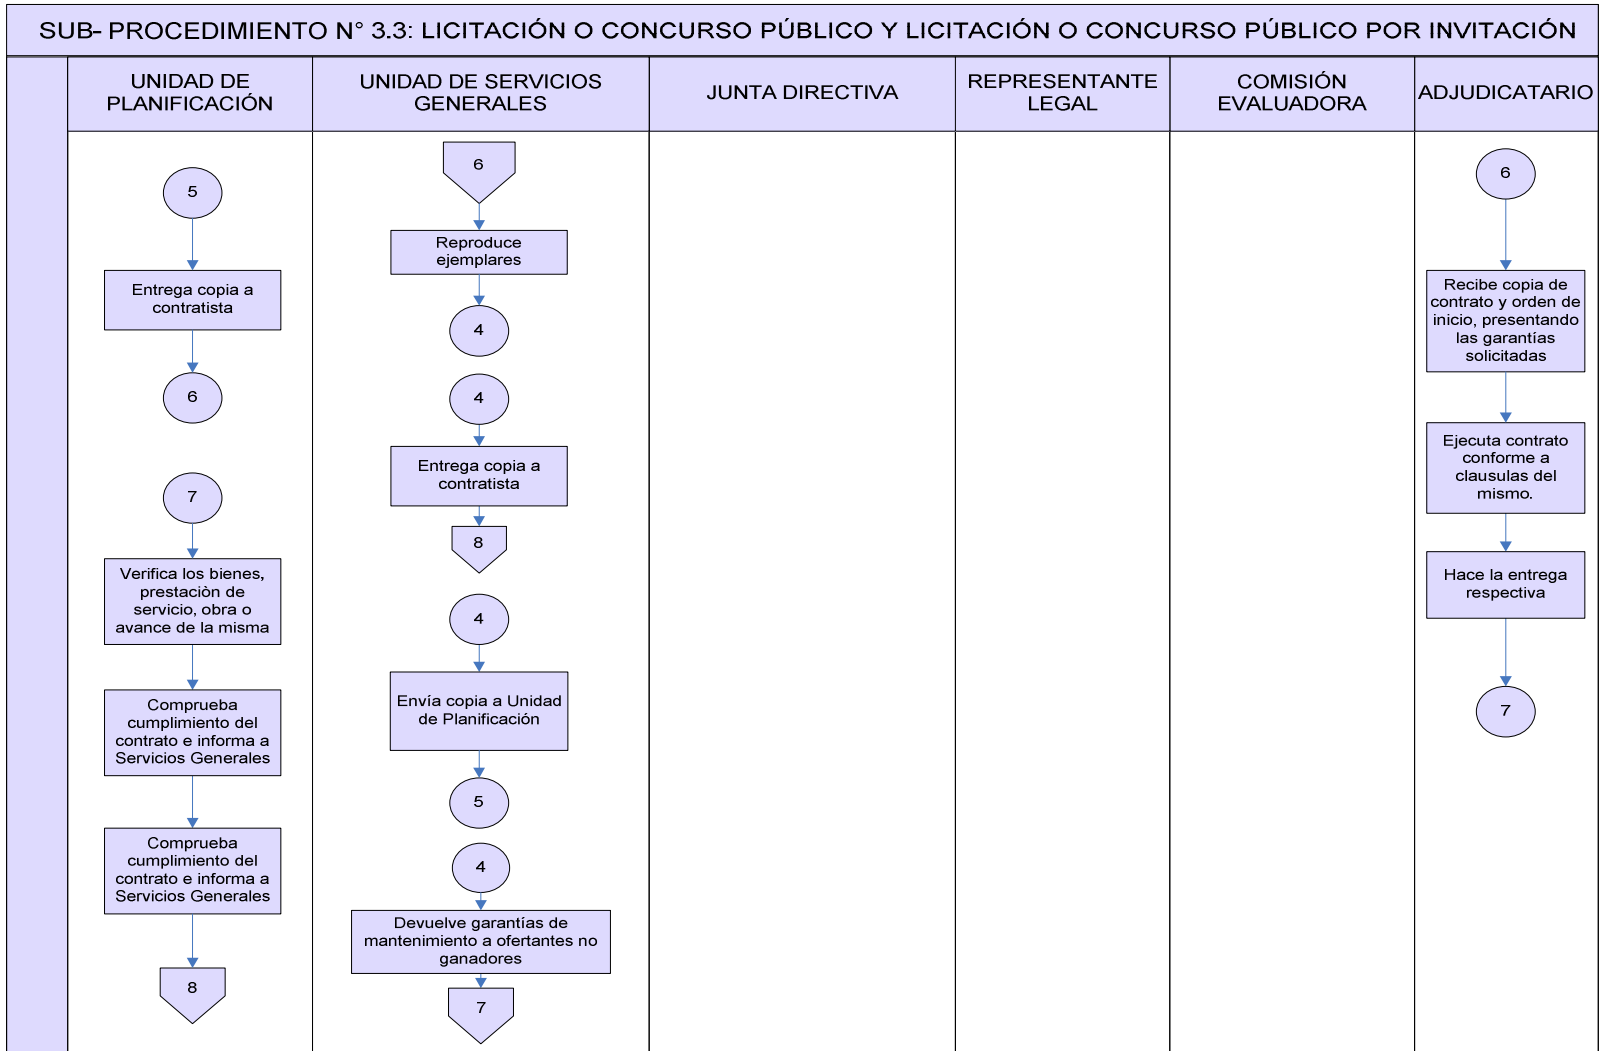 SUB- PROCEDIMIENTO N° 3.3: LICITACIÓN O CONCURSO PÚBLICO Y LICITACIÓN O CONCURSO PÚBLICO POR INVITACIÓN
UNIDAD DE
PLANIFICACIÓN
UNIDAD DE SERVICIOS
GENERALES
JUNTA DIRECTIVA
REPRESENTANTE
LEGAL
COMISIÓN
EVALUADORA
ADJUDICATARIO
5
Entrega copia a
contratista
6
7
Verifica los bienes,
prestaciòn de
servicio, obra o
avance de la misma
Comprueba
cumplimiento del
contrato e informa a
Servicios Generales
Comprueba
cumplimiento del
contrato e informa a
Servicios Generales
8
6
Reproduce
ejemplares
4
4
Entrega copia a
contratista
8
4
Envía copia a Unidad
de Planificación
5
4
Devuelve garantías de
mantenimiento a ofertantes no
ganadores
7
6
Recibe copia de
contrato y orden de
inicio, presentando
las garantías
solicitadas
Ejecuta contrato
conforme a
clausulas del
mismo.
Hace la entrega
respectiva
7